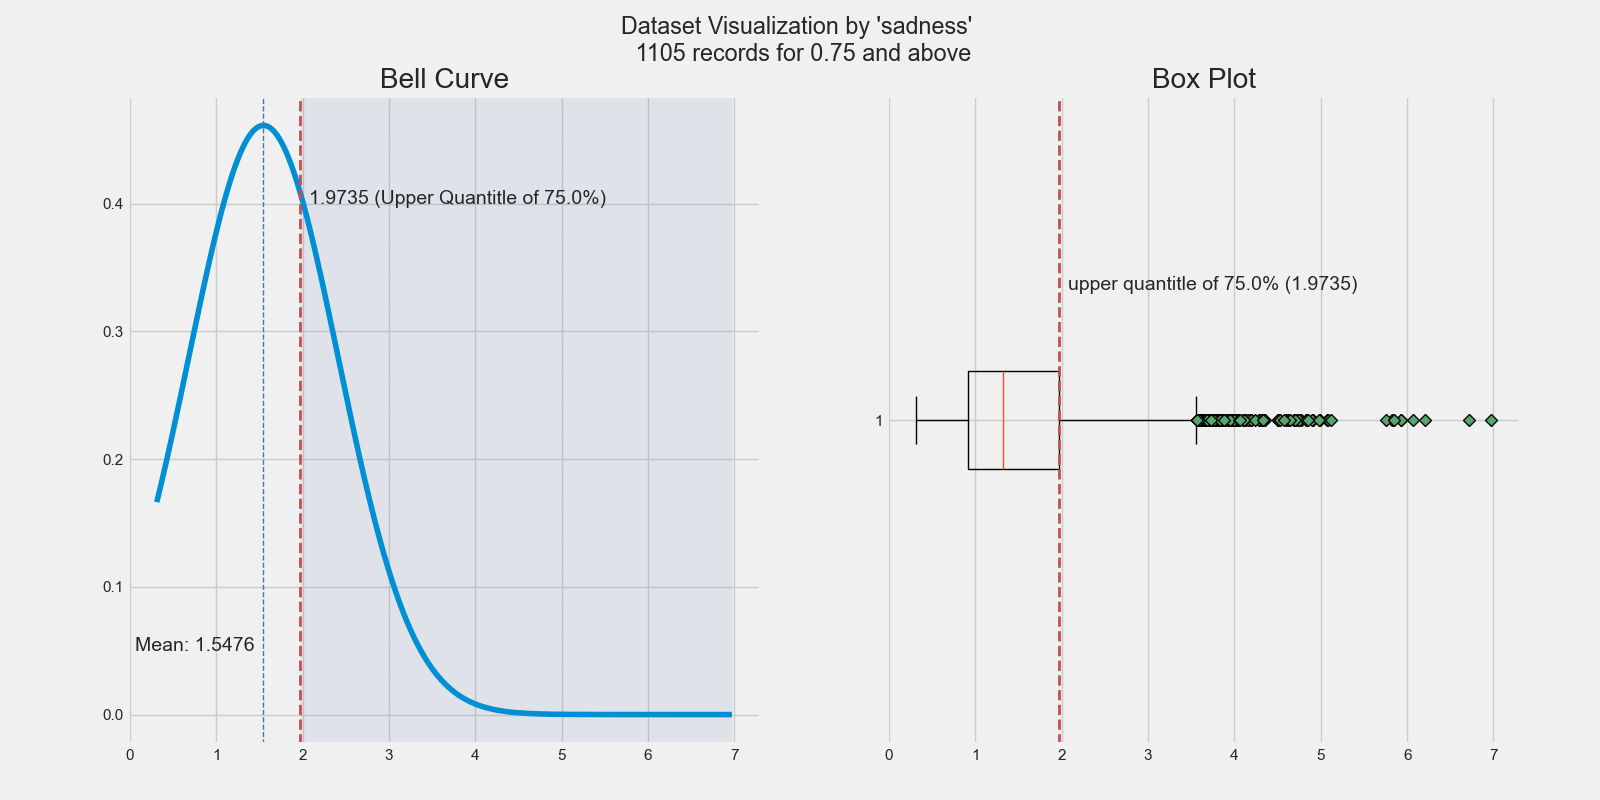 Dataset Visualization by 'sadness'
1105 records for 0.75 and above
Bell Curve
0.4
0.3
0.2
0.1
0.0
1.9735 (Upper Quantitle of 75.0%)
Mean: 1.5476
0 1 2 3 4 5 6 7
Box Plot
upper quantitle of 75.0% (1.9735)
1
0 1 2 3 4 5 6 7